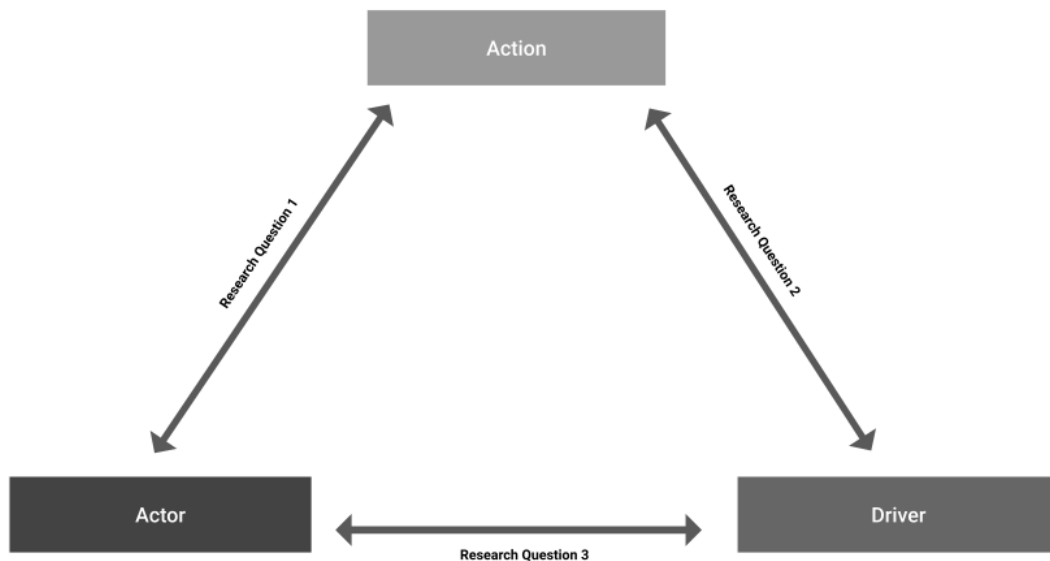 Action
Research Question 1
Research Question 2
Actor
Driver
Research Question 3